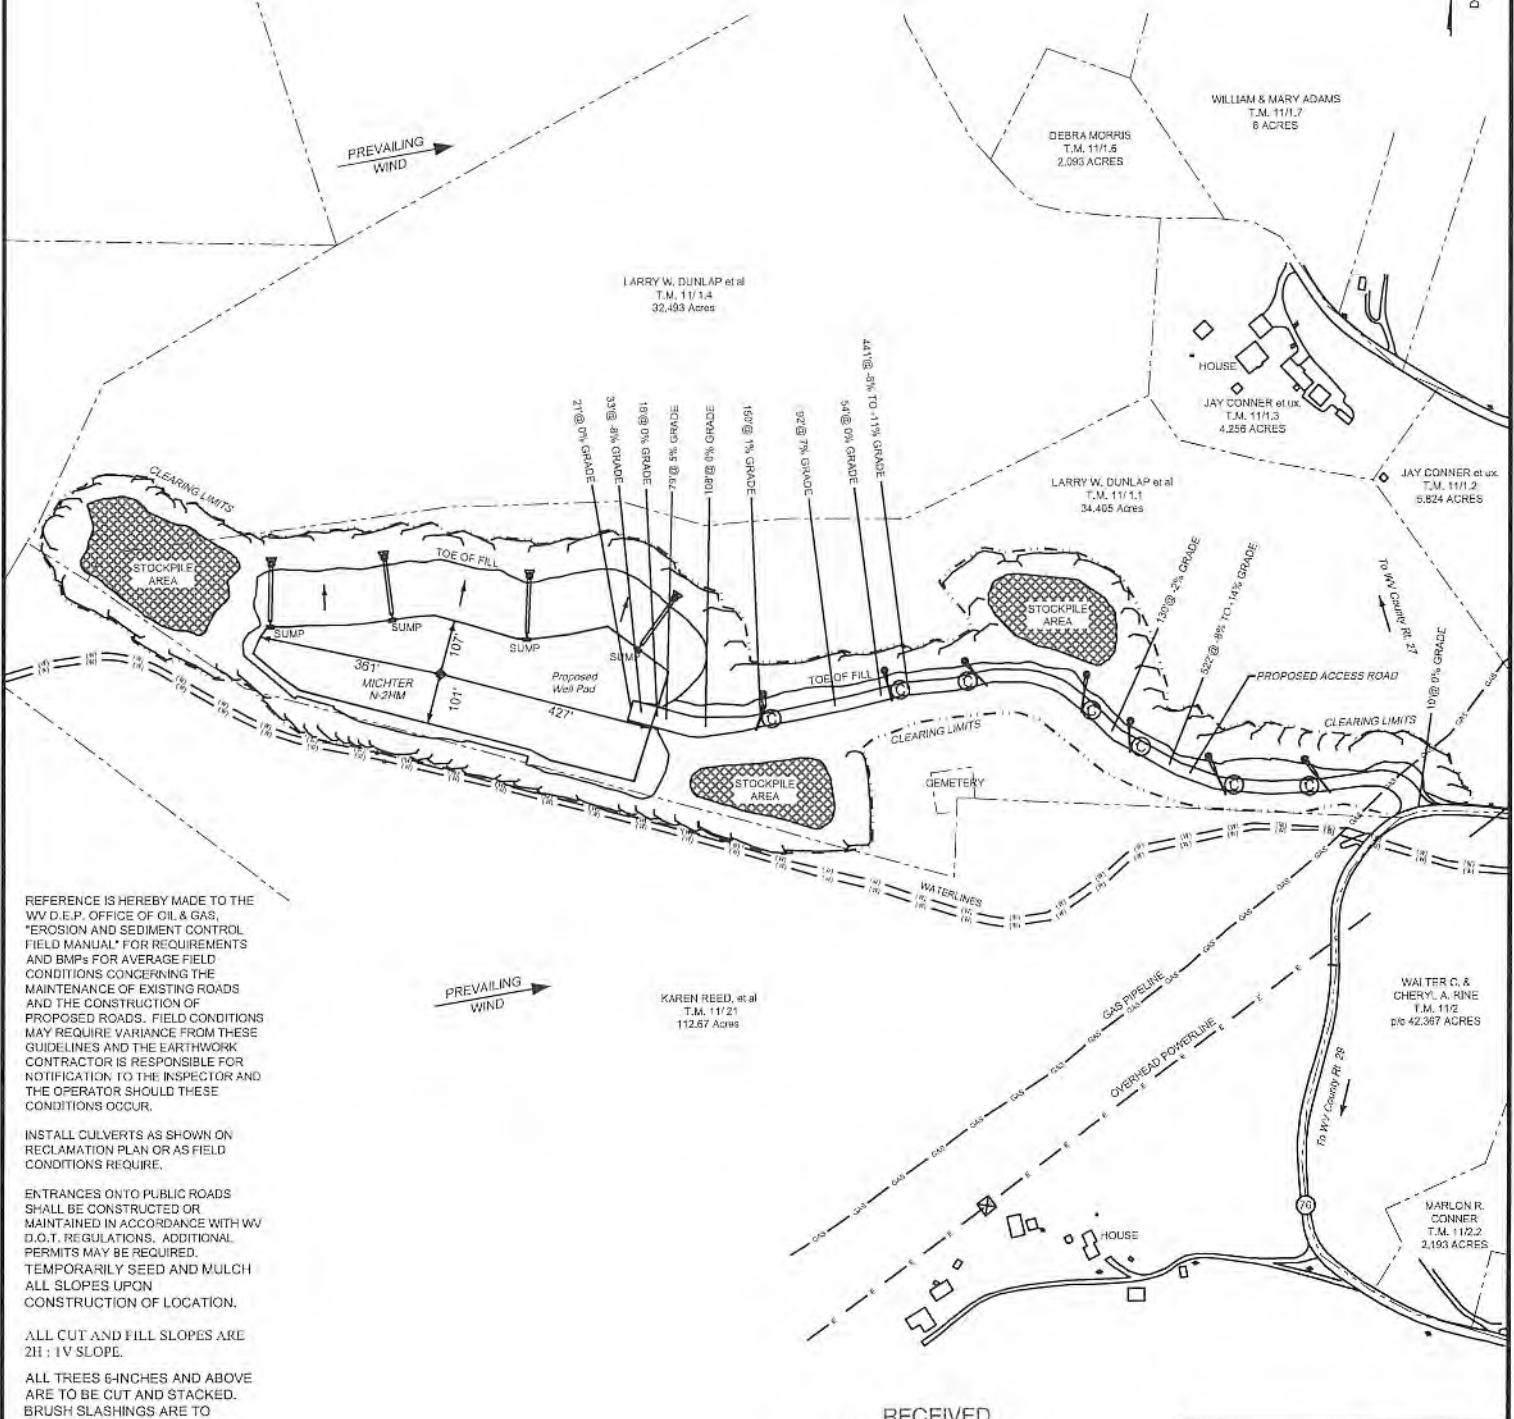 WILLIAM & MARY ADAMS
T.M. 11/1.7
8 ACRES
DEBRA MORRIS
T.M. 11/1.6
2.093 ACRES
PREVAILING
WIND
LARRY W. DUNLAP et al
T.M. 11/1.4
32.493 Acres
HOUSE
JAY CONNER et ux.
T.M. 11/1.3
4.256 ACRES
JAY CONNER et ux.
T.M. 11/1.2
5.824 ACRES
LARRY W. DUNLAP et al
T.M. 11/1.1
34.405 Acres
21'@ 0% GRADE
33'@ -8% GRADE
18'@ 0% GRADE
79'@ 5% GRADE
108'@ 0% GRADE
150'@ 1% GRADE
92'@ 7% GRADE
54'@ 0% GRADE
441'@ -8% TO -11% GRADE
130'@ -2% GRADE
522'@ -8% TO -14% GRADE
10'@ 0% GRADE
To WV County Rt. 27
CLEARING LIMITS
STOCKPILE
AREA
TOE OF FILL
SUMP
SUMP
SUMP
SUMP
361'
107'
MICHTER
N-2HM
101'
427'
Proposed
Well Pad
STOCKPILE
AREA
TOE OF FILL
PROPOSED ACCESS ROAD
CLEARING LIMITS
CLEARING LIMITS
C
C
C
C
C
C
C
STOCKPILE
AREA
CEMETERY
WATERLINES
GAS PIPELINE
OVERHEAD POWERLINE
REFERENCE IS HEREBY MADE TO THE
WV D.E.P. OFFICE OF OIL & GAS,
"EROSION AND SEDIMENT CONTROL
FIELD MANUAL" FOR REQUIREMENTS
AND BMPs FOR AVERAGE FIELD
CONDITIONS CONCERNING THE
MAINTENANCE OF EXISTING ROADS
AND THE CONSTRUCTION OF
PROPOSED ROADS. FIELD CONDITIONS
MAY REQUIRE VARIANCE FROM THESE
GUIDELINES AND THE EARTHWORK
CONTRACTOR IS RESPONSIBLE FOR
NOTIFICATION TO THE INSPECTOR AND
THE OPERATOR SHOULD THESE
CONDITIONS OCCUR.
INSTALL CULVERTS AS SHOWN ON
RECLAMATION PLAN OR AS FIELD
CONDITIONS REQUIRE.
ENTRANCES ONTO PUBLIC ROADS
SHALL BE CONSTRUCTED OR
MAINTAINED IN ACCORDANCE WITH WV
D.O.T. REGULATIONS. ADDITIONAL
PERMITS MAY BE REQUIRED.
TEMPORARILY SEED AND MULCH
ALL SLOPES UPON
CONSTRUCTION OF LOCATION.
ALL CUT AND FILL SLOPES ARE
2H : 1V SLOPE.
ALL TREES 6-INCHES AND ABOVE
ARE TO BE CUT AND STACKED.
BRUSH SLASHINGS ARE TO
PREVAILING
WIND
KAREN REED, et al
T.M. 11/21
112.67 Acres
WALTER C. &
CHERYL A. RINE
T.M. 11/2
p/o 42.367 ACRES
To WV County Rt. 29
76
MARLON R.
CONNER
T.M. 11/2.2
2.193 ACRES
HOUSE
RECEIVED